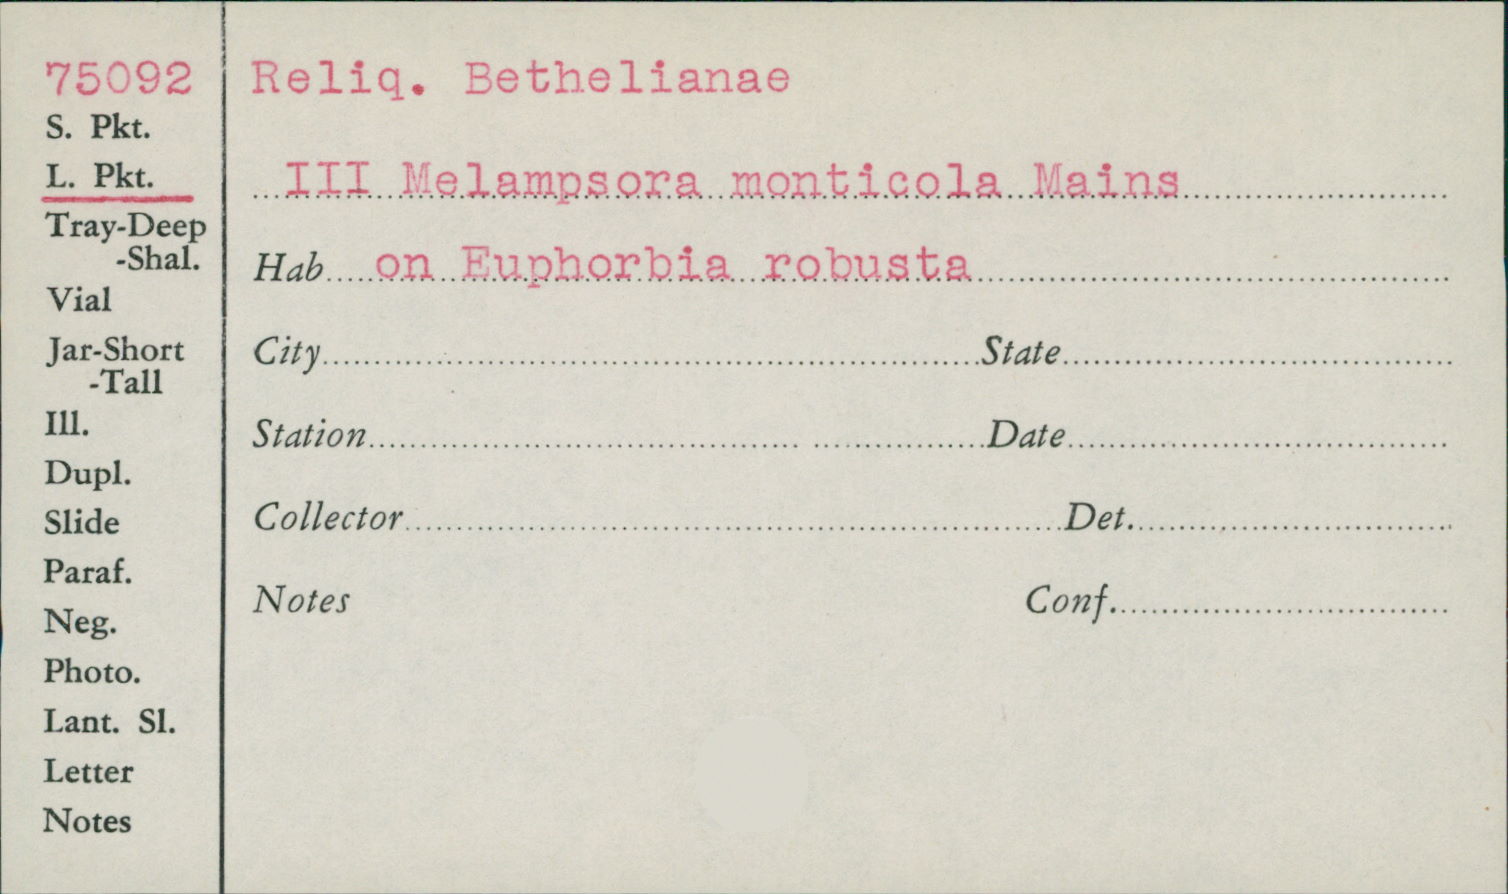 75092
S. Pkt.
L. Pkt.
Tray-Deep
-Shal.
Vial
Jar-Short
-Tall
Ill.
Dupl.
Slide
Paraf.
Neg.
Photo.
Lant. Sl.
Letter
Notes
Reliq. Bethelianae
III Melampsora monticola Mains
Hab on Euphorbia robusta
City State
Station Date
Collector Det.
Notes Conf.